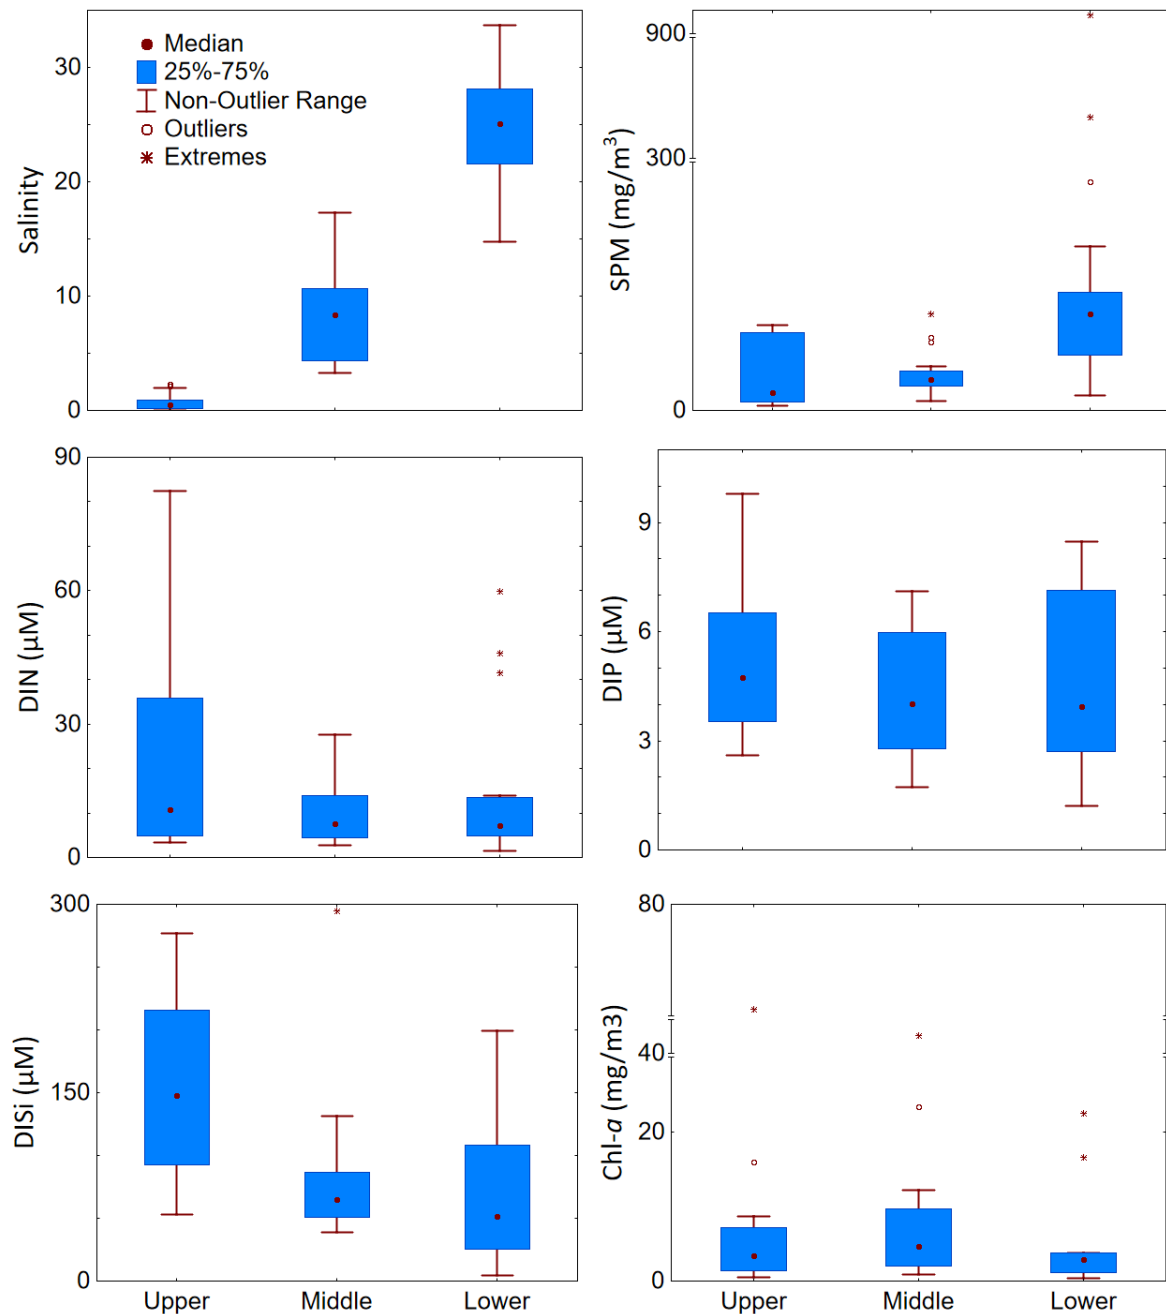 Salinity
30
20
10
0
Median
25%-75%
Non-Outlier Range
Outliers
Extremes
SPM (mg/m³)
900
300
0
DIN (µM)
90
60
30
0
DIP (µM)
9
6
3
0
DISi (µM)
300
150
0
Upper Middle Lower
Chl-a (mg/m3)
80
40
20
0
Upper Middle Lower